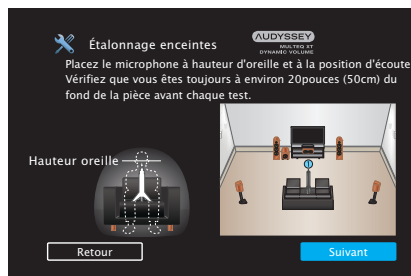 Étalonnage enceintes
AUDYSSEY
MULTEQ XT
DYNAMIC VOLUME
Placez le microphone à hauteur d'oreille et à la position d'écoute
Vérifiez que vous êtes toujours à environ 20pouces (50cm) du
fond de la pièce avant chaque test.
Hauteur oreille
1
Retour
Suivant